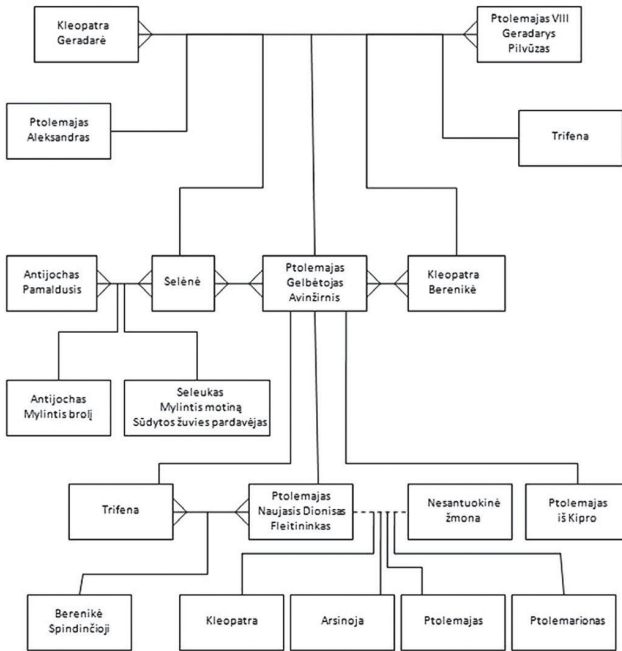 Kleopatra
Geradarė
Ptolemajas VIII
Geradarys
Pilvūzas
Ptolemajas
Aleksandras
Trifena
Antijochas
Pamaldusis
Selėnė
Ptolemajas
Gelbėtojas
Avinžirnis
Kleopatra
Berenikė
Antijochas
Mylintis brolį
Seleukas
Mylintis motiną
Sūdytos žuvies pardavėjas
Trifena
Ptolemajas
Naujasis Dionisas
Fleitininkas
Nesantuokinė
žmona
Ptolemajas
iš Kipro
Berenikė
Spindinčioji
Kleopatra
Arsinoja
Ptolemajas
Ptolemarionas